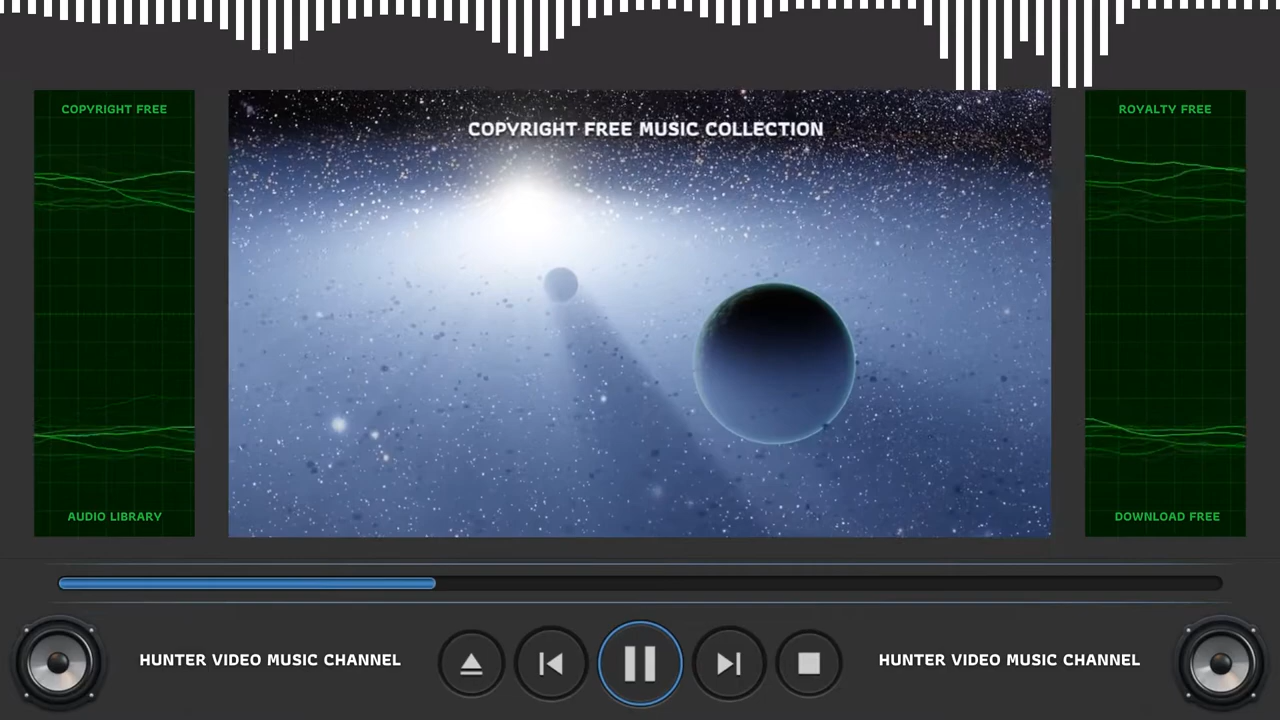 COPYRIGHT FREE
COPYRIGHT FREE MUSIC COLLECTION
ROYALTY FREE
AUDIO LIBRARY
DOWNLOAD FREE
HUNTER VIDEO MUSIC CHANNEL
HUNTER VIDEO MUSIC CHANNEL